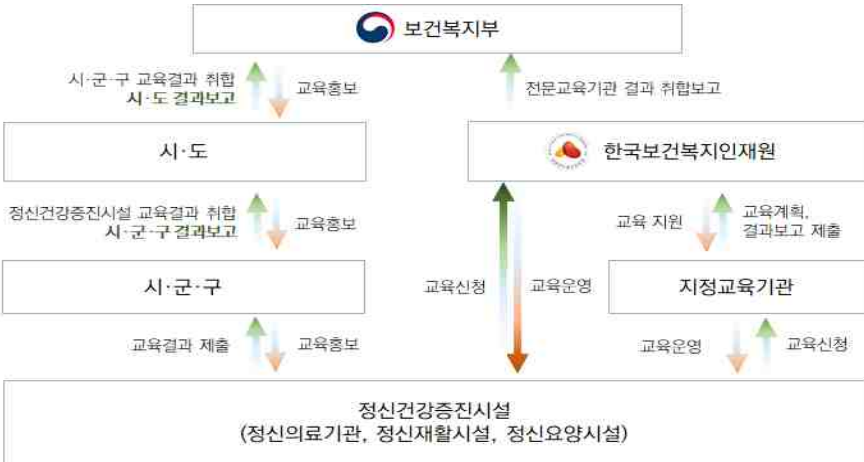 보건복지부
시·군·구 교육결과 취합
시·도 결과보고
교육홍보
전문교육기관 결과 취합보고
시·도
한국보건복지인재원
정신건강증진시설 교육결과 취합
시·군·구 결과보고
교육홍보
교육 지원
교육계획,
결과보고 제출
시·군·구
교육신청
교육운영
지정교육기관
교육결과 제출
교육홍보
교육운영
교육신청
정신건강증진시설
(정신의료기관, 정신재활시설, 정신요양시설)